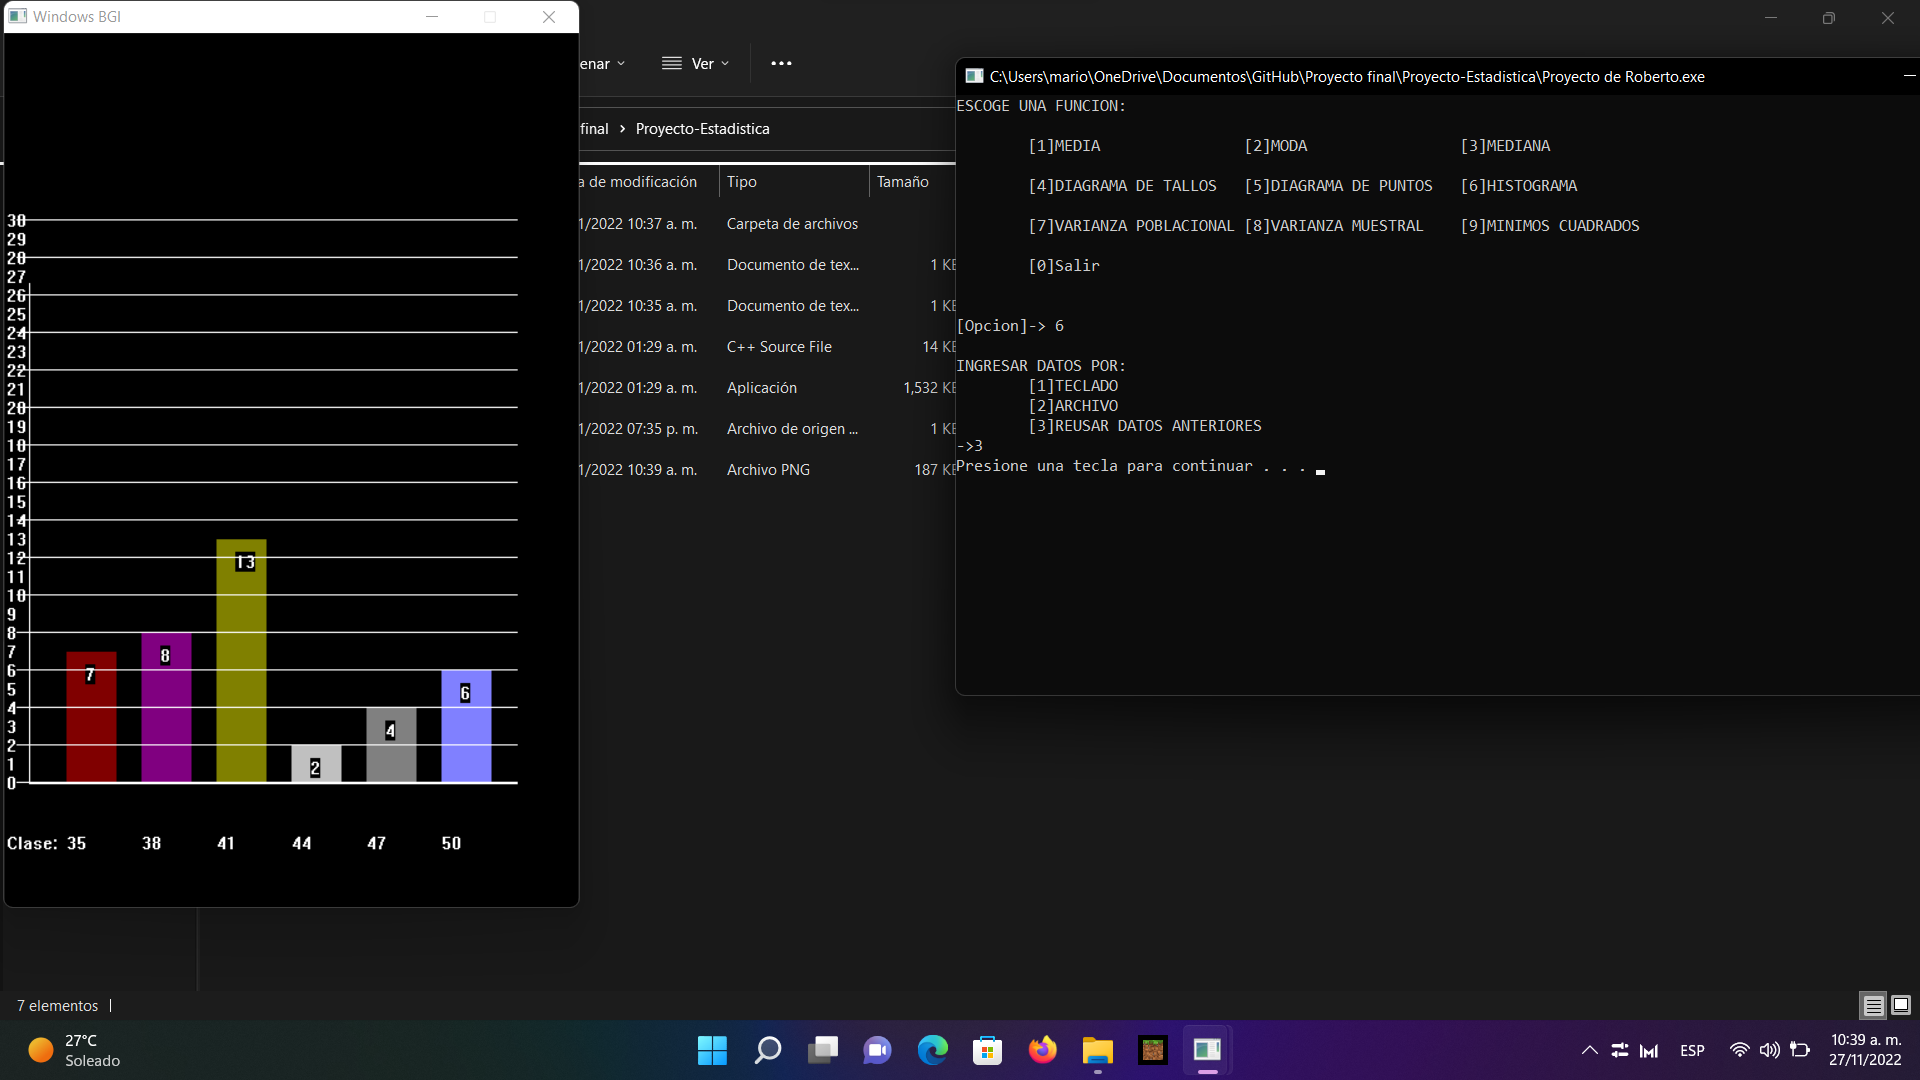 Windows BGI
30
29
28
27
26
25
24
23
22
21
20
19
18
17
16
15
14
13
12
11
10
9
8
7
6
5
4
3
2
1
0
7
8
13
2
4
6
Clase: 35 38 41 44 47 50
enar
Ver
final › Proyecto-Estadistica
a de modificación Tipo Tamaño
1/2022 10:37 a. m. Carpeta de archivos
1/2022 10:36 a. m. Documento de tex... 1 KB
1/2022 10:35 a. m. Documento de tex... 1 KB
1/2022 01:29 a. m. C++ Source File 14 KB
1/2022 01:29 a. m. Aplicación 1,532 KB
1/2022 07:35 p. m. Archivo de origen ... 1 KB
1/2022 10:39 a. m. Archivo PNG 187 KB
C:\Users\mario\OneDrive\Documentos\GitHub\Proyecto final\Proyecto-Estadistica\Proyecto de Roberto.exe
ESCOGE UNA FUNCION:
[1]MEDIA [2]MODA [3]MEDIANA
[4]DIAGRAMA DE TALLOS [5]DIAGRAMA DE PUNTOS [6]HISTOGRAMA
[7]VARIANZA POBLACIONAL [8]VARIANZA MUESTRAL [9]MINIMOS CUADRADOS
[0]Salir
[Opcion]-> 6
INGRESAR DATOS POR:
[1]TECLADO
[2]ARCHIVO
[3]REUSAR DATOS ANTERIORES
->3
Presione una tecla para continuar . . .
7 elementos
27°C
Soleado
ESP
10:39 a. m.
27/11/2022